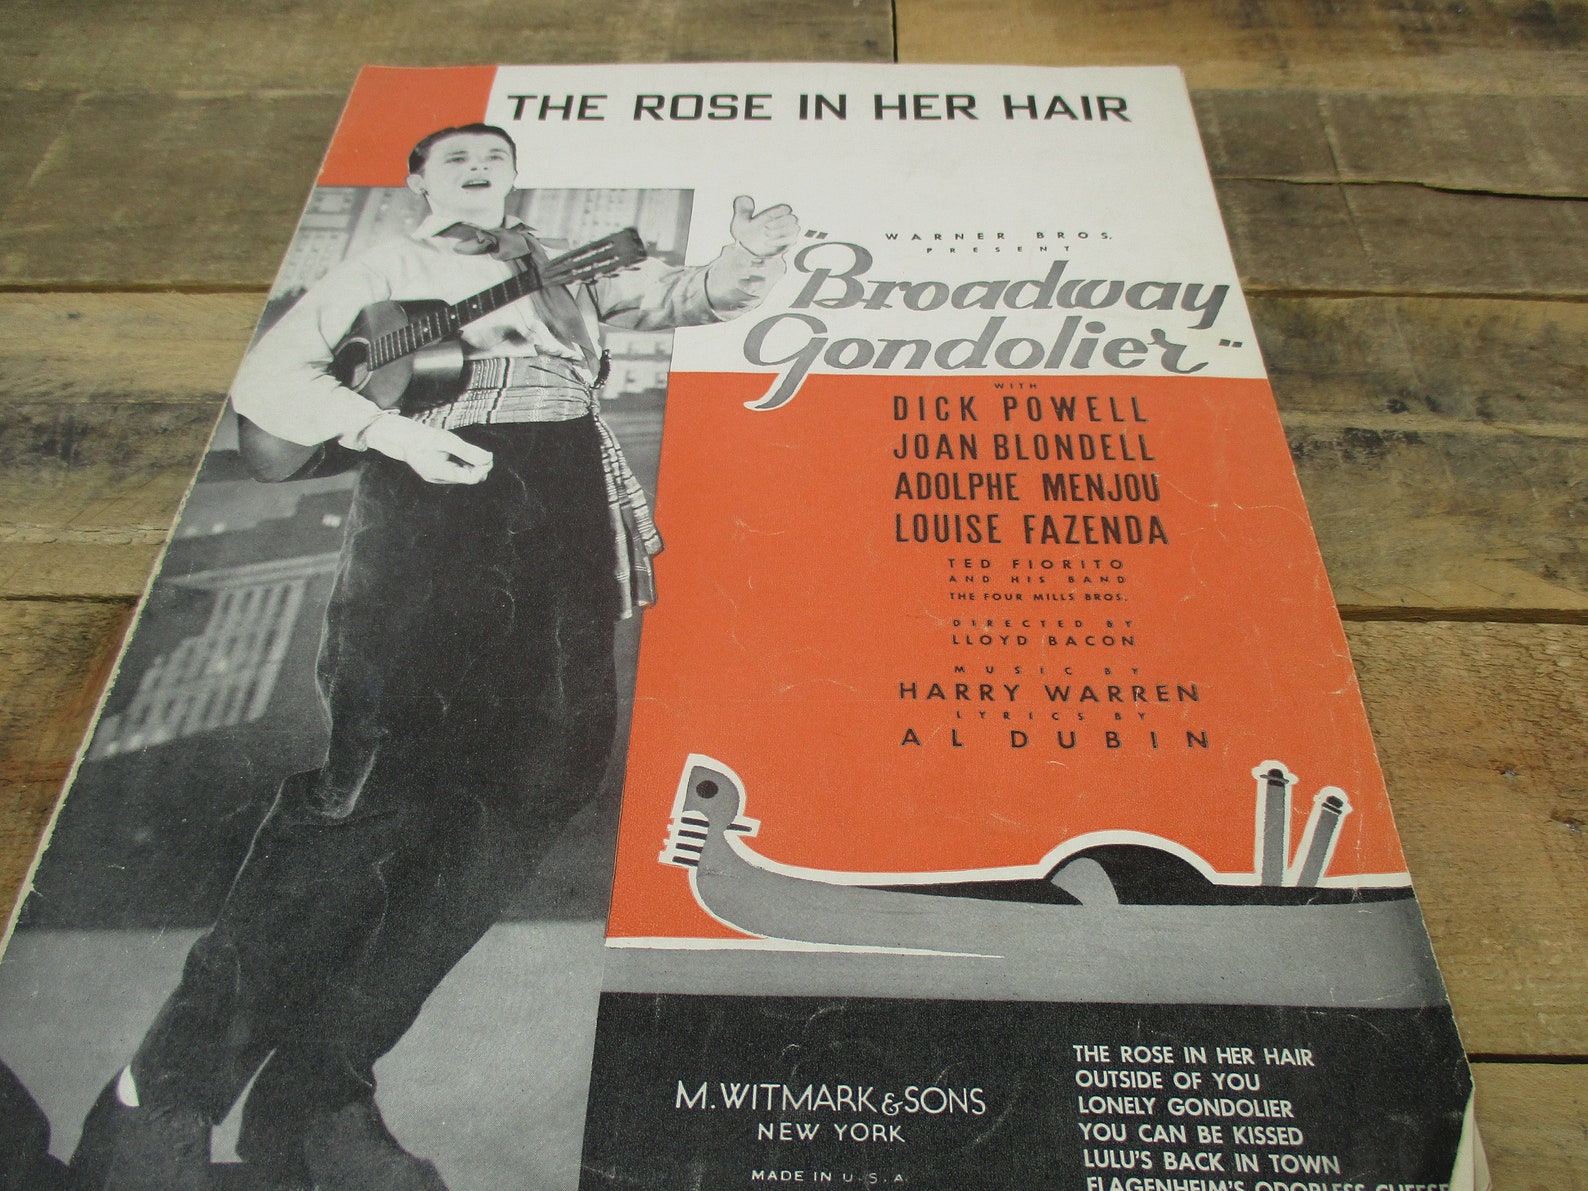 THE ROSE IN HER HAIR
WARNER BROS.
PRESENT
"Broadway
Gondolier"
WITH
DICK POWELL
JOAN BLONDELL
ADOLPHE MENJOU
LOUISE FAZENDA
TED FIORITO
AND HIS BAND
THE FOUR MILLS BROS.
DIRECTED BY
LLOYD BACON
MUSIC BY
HARRY WARREN
LYRICS BY
AL DUBIN
M. WITMARK & SONS
NEW YORK
MADE IN U.S.A.
THE ROSE IN HER HAIR
OUTSIDE OF YOU
LONELY GONDOLIER
YOU CAN BE KISSED
LULU'S BACK IN TOWN
FLAGENHEIM'S ODORLESS CHEESE